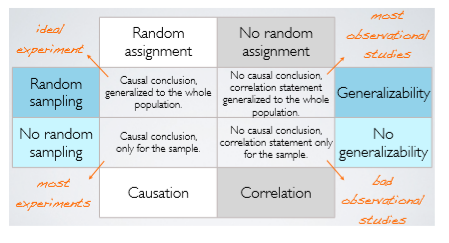 ideal
experiment
Random
assignment
No random
assignment
most
observational
studies
Random
sampling
Causal conclusion,
generalized to the whole
population.
No causal conclusion,
correlation statement
generalized to the whole
population.
Generalizability
No random
sampling
Causal conclusion,
only for the sample.
No causal conclusion,
correlation statement only
for the sample.
No
generalizability
most
experiments
Causation
Correlation
bad
observational
studies